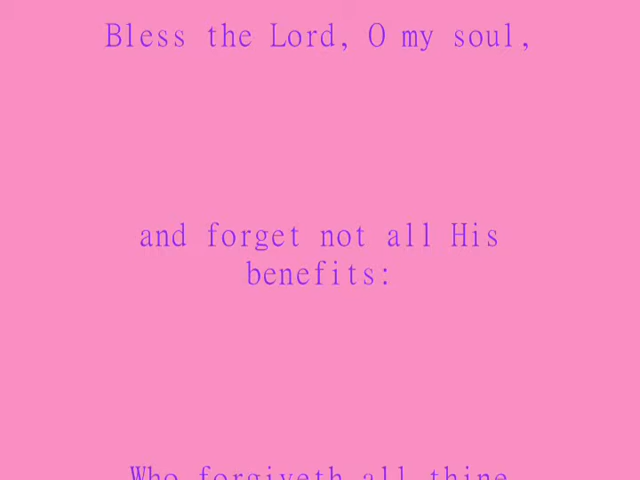 Bless the Lord, O my soul,
and forget not all His
benefits:
Who forgiveth all thine